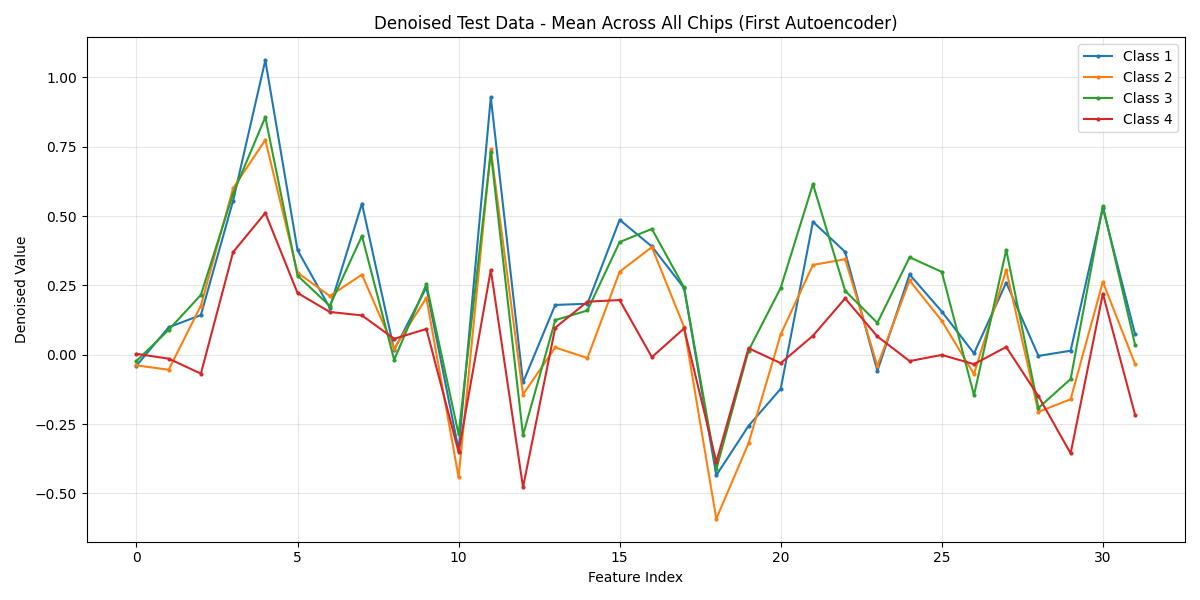 Denoised Test Data - Mean Across All Chips (First Autoencoder)
Class 1
Class 2
Class 3
Class 4
Denoised Value
1.00
0.75
0.50
0.25
0.00
−0.25
−0.50
0 5 10 15 20 25 30
Feature Index